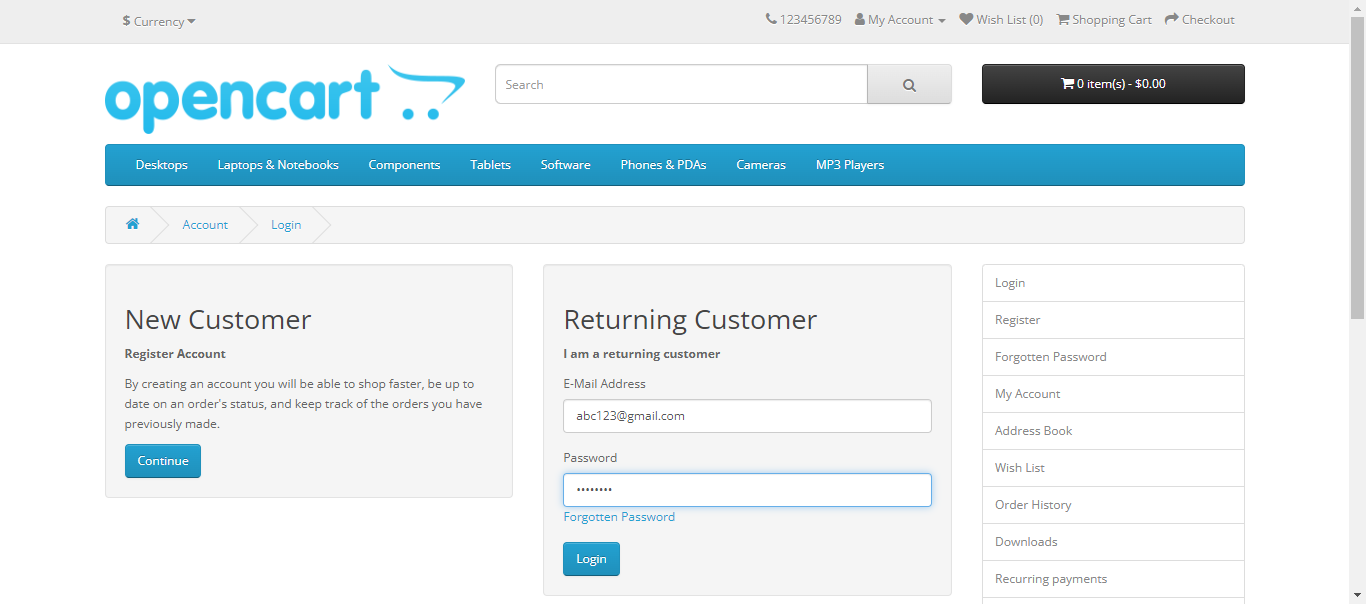 $ Currency
123456789 My Account Wish List (0) Shopping Cart Checkout
opencart
Search
0 item(s) - $0.00
Desktops Laptops & Notebooks Components Tablets Software Phones & PDAs Cameras MP3 Players
Account Login
New Customer
Register Account
By creating an account you will be able to shop faster, be up to
date on an order's status, and keep track of the orders you have
previously made.
Continue
Returning Customer
I am a returning customer
E-Mail Address
abc123@gmail.com
Password
••••••••
Forgotten Password
Login
Login
Register
Forgotten Password
My Account
Address Book
Wish List
Order History
Downloads
Recurring payments